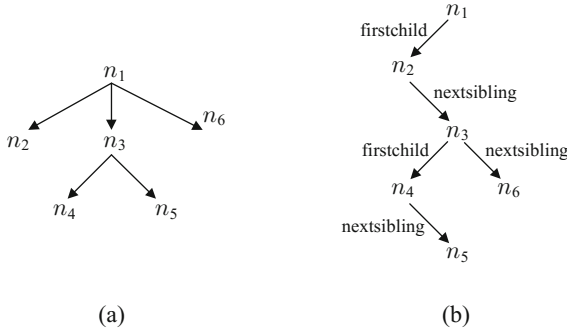 n1
n2
n3
n6
n4
n5
(a)
n1
firstchild
n2
nextsibling
n3
firstchild
nextsibling
n4
n6
nextsibling
n5
(b)